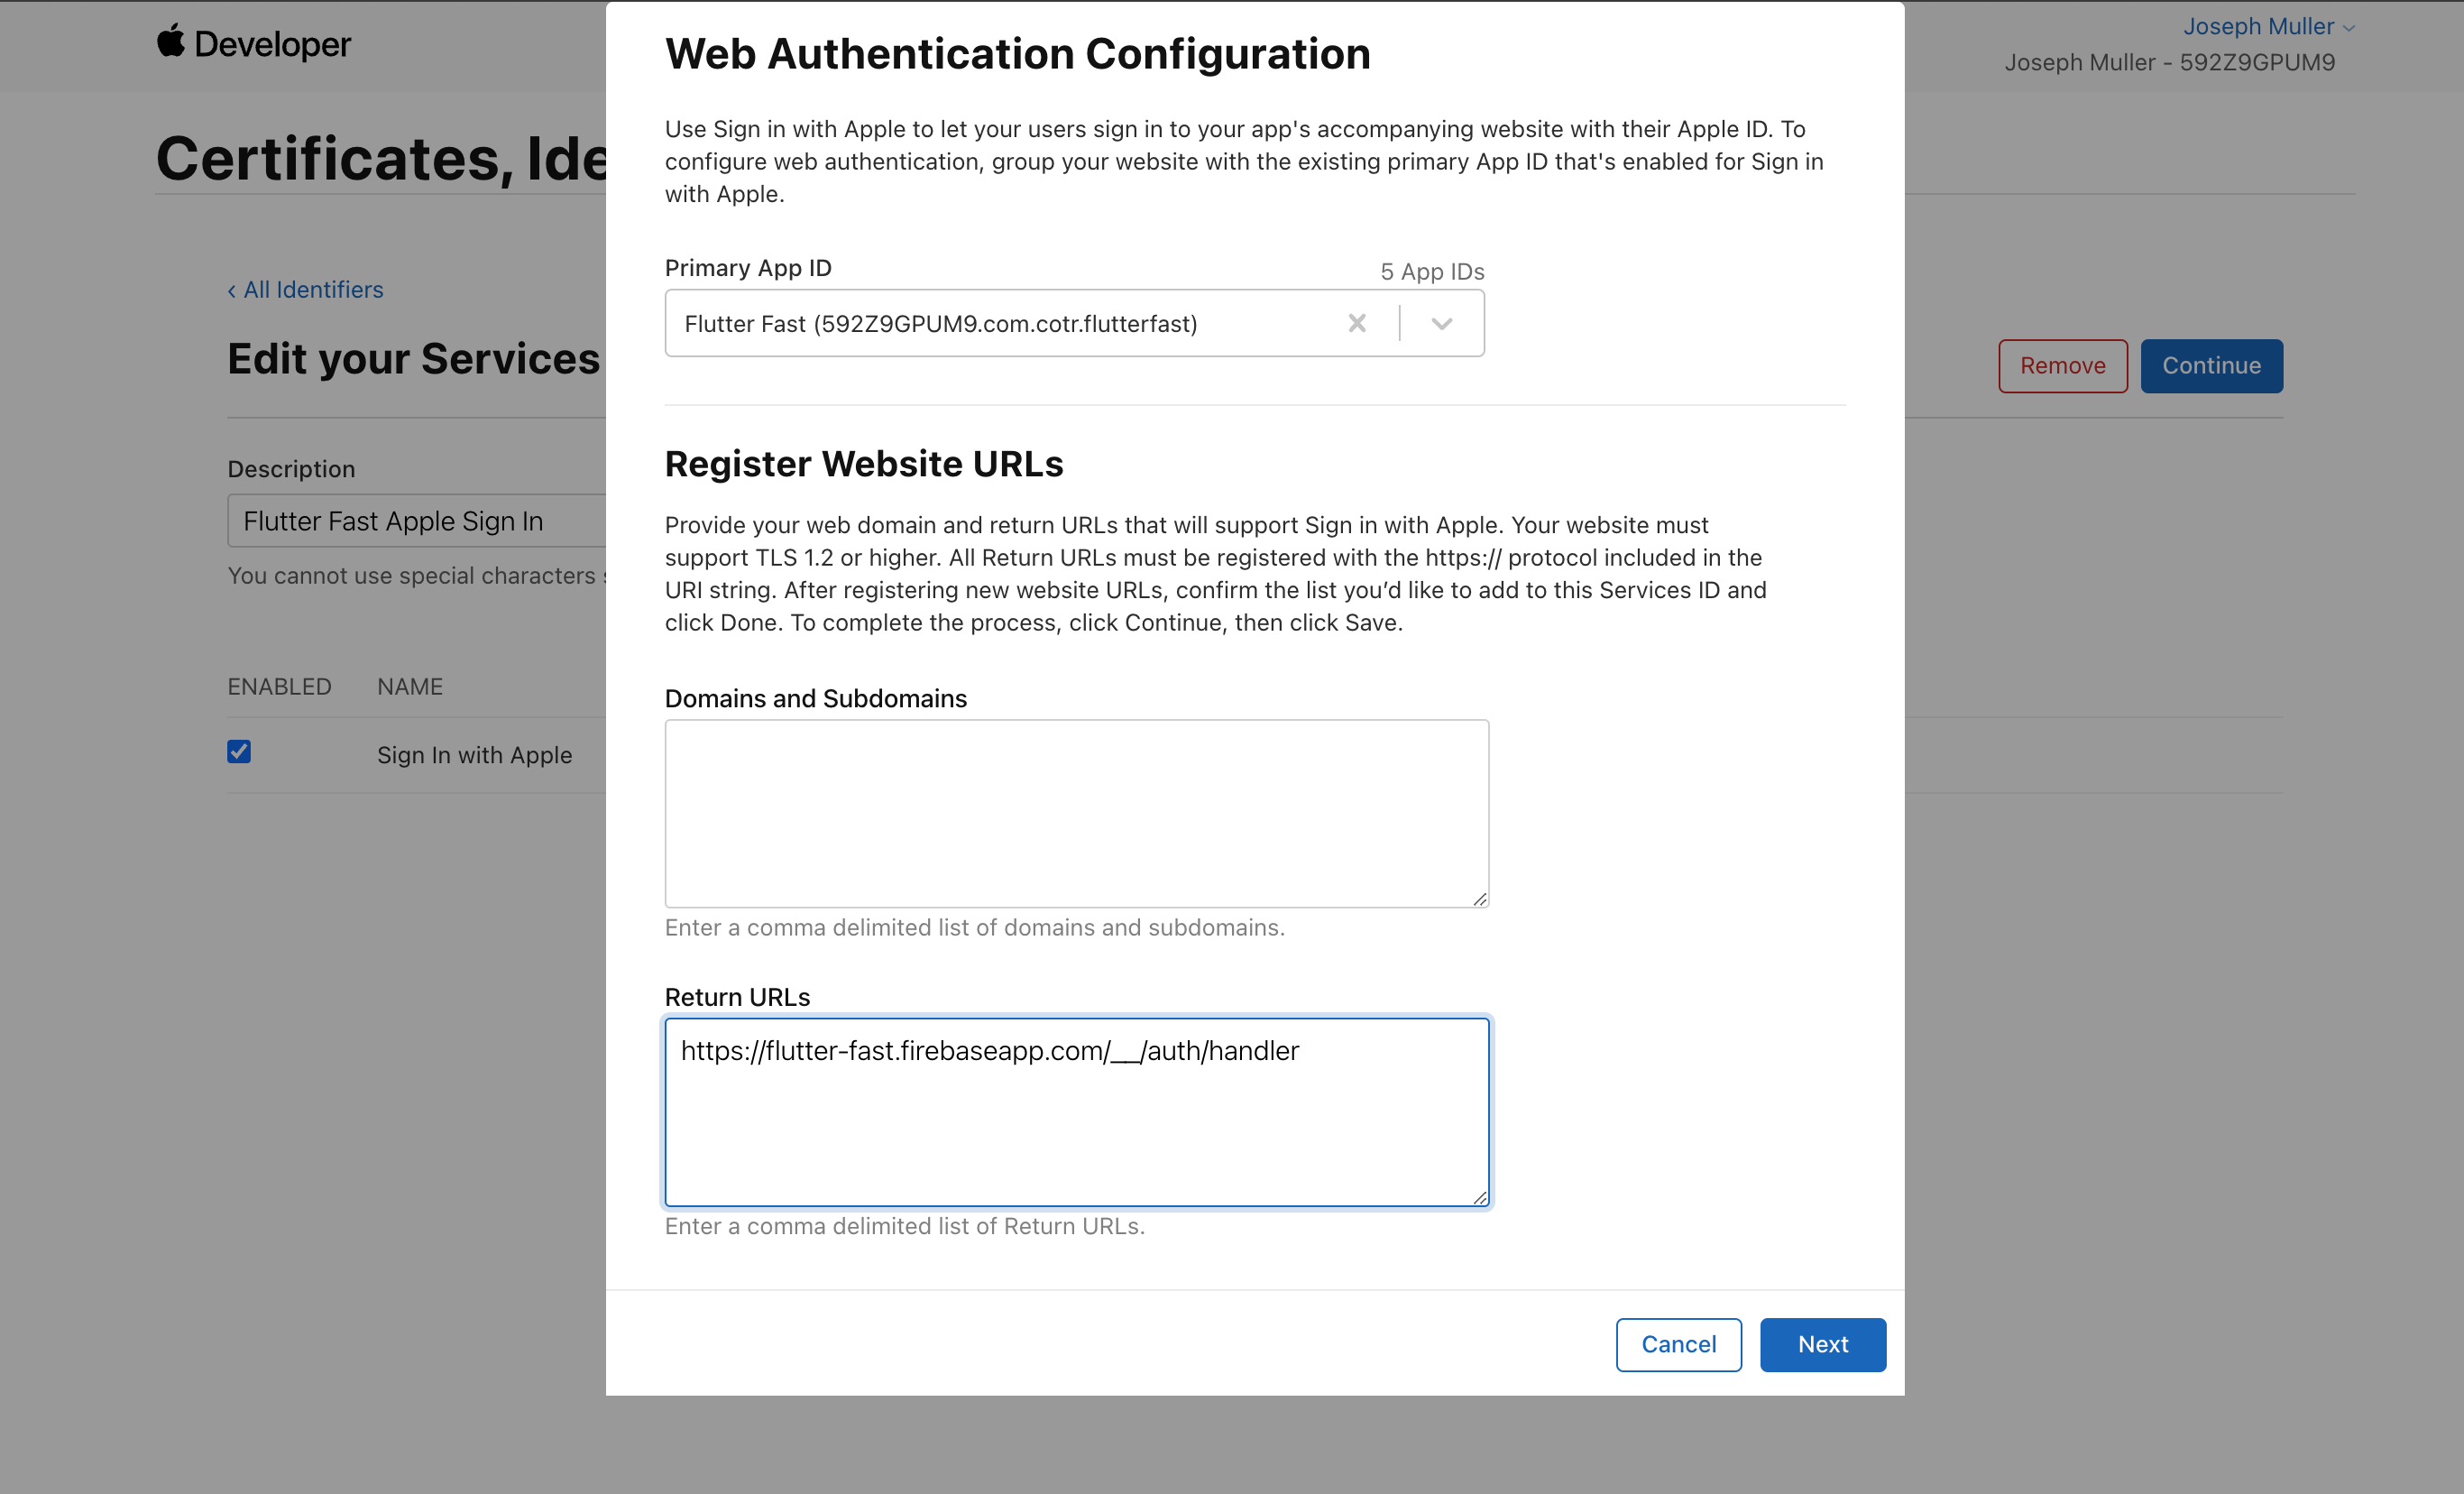 Developer
Joseph Muller
Joseph Muller - 592Z9GPUM9
Certificates, Ide
‹ All Identifiers
Edit your Services
Remove
Continue
Description
Flutter Fast Apple Sign In
You cannot use special characters
ENABLED NAME
Sign In with Apple
Web Authentication Configuration
Use Sign in with Apple to let your users sign in to your app's accompanying website with their Apple ID. To
configure web authentication, group your website with the existing primary App ID that's enabled for Sign in
with Apple.
Primary App ID
5 App IDs
Flutter Fast (592Z9GPUM9.com.cotr.flutterfast)
Register Website URLs
Provide your web domain and return URLs that will support Sign in with Apple. Your website must
support TLS 1.2 or higher. All Return URLs must be registered with the https:// protocol included in the
URI string. After registering new website URLs, confirm the list you’d like to add to this Services ID and
click Done. To complete the process, click Continue, then click Save.
Domains and Subdomains
Enter a comma delimited list of domains and subdomains.
Return URLs
https://flutter-fast.firebaseapp.com/__/auth/handler
Enter a comma delimited list of Return URLs.
Cancel
Next